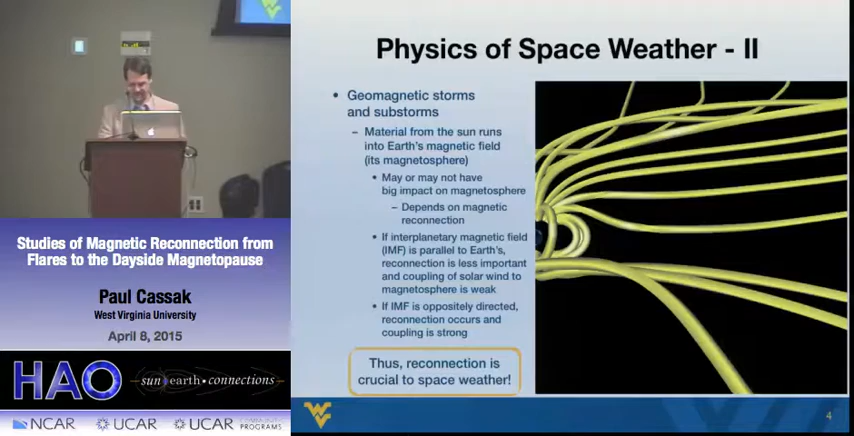 Studies of Magnetic Reconnection from
Flares to the Dayside Magnetopause
Paul Cassak
West Virginia University
April 8, 2015
HAO
sun earth • connections
NCAR
UCAR
UCAR COMMUNITY
PROGRAMS
Physics of Space Weather - II
• Geomagnetic storms
and substorms
– Material from the sun runs
into Earth's magnetic field
(its magnetosphere)
• May or may not have
big impact on magnetosphere
– Depends on magnetic
reconnection
• If interplanetary magnetic field
(IMF) is parallel to Earth's,
reconnection is less important
and coupling of solar wind to
magnetosphere is weak
• If IMF is oppositely directed,
reconnection occurs and
coupling is strong
Thus, reconnection is
crucial to space weather!
WV
4